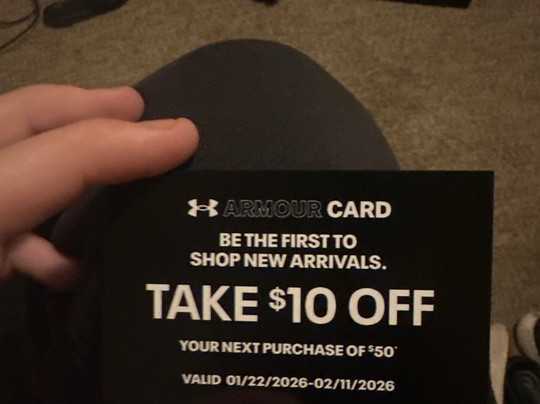 ARMOUR CARD
BE THE FIRST TO
SHOP NEW ARRIVALS.
TAKE $10 OFF
YOUR NEXT PURCHASE OF $50*
VALID 01/22/2026-02/11/2026